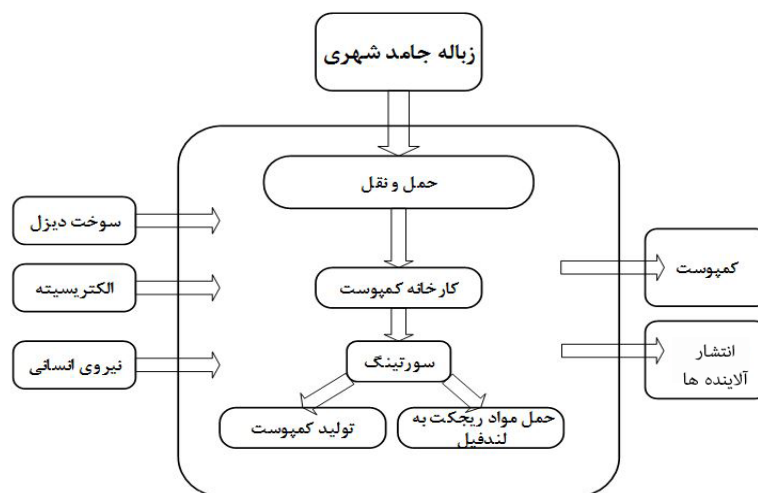 زباله جامد شهری
حمل و نقل
سوخت دیزل
کمپوست
الکتریسیته
کارخانه کمپوست
انتشار
آلاینده ها
نیروی انسانی
سورتینگ
حمل مواد ریجکت به
لندفیل
تولید کمپوست